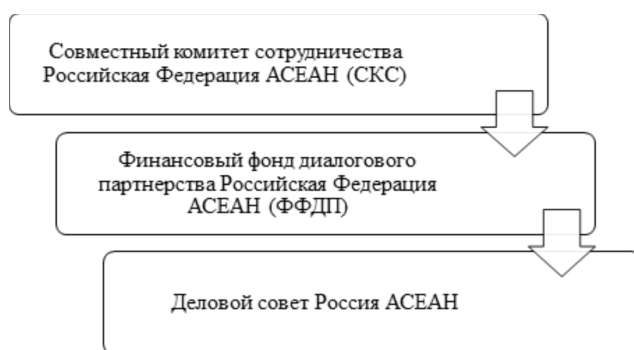 Совместный комитет сотрудничества
Российская Федерация АСЕАН (СКС)
Финансовый фонд диалогового
партнерства Российская Федерация
АСЕАН (ФФДП)
Деловой совет Россия АСЕАН